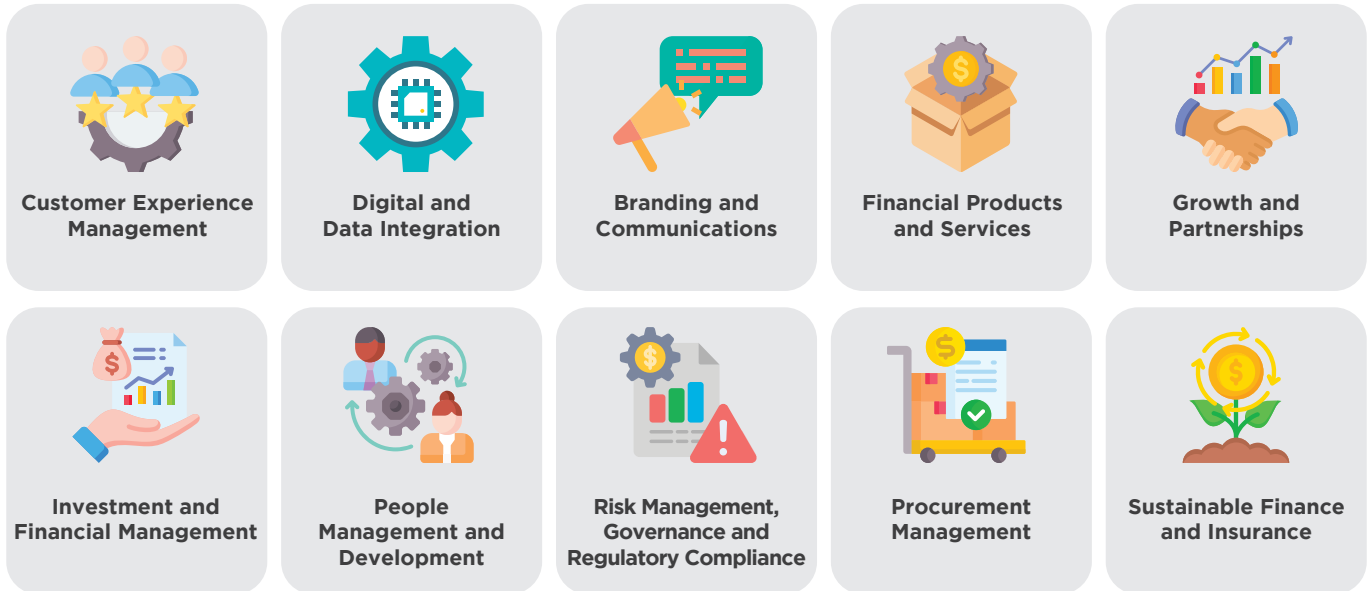 Customer Experience
Management
Digital and
Data Integration
Branding and
Communications
Financial Products
and Services
Growth and
Partnerships
Investment and
Financial Management
People
Management and
Development
Risk Management,
Governance and
Regulatory Compliance
Procurement
Management
Sustainable Finance
and Insurance